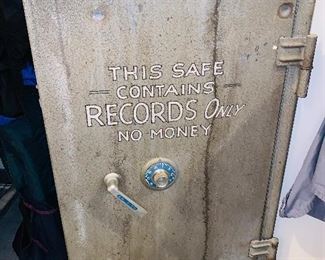 THIS SAFE
CONTAINS
RECORDS ONLY
NO MONEY